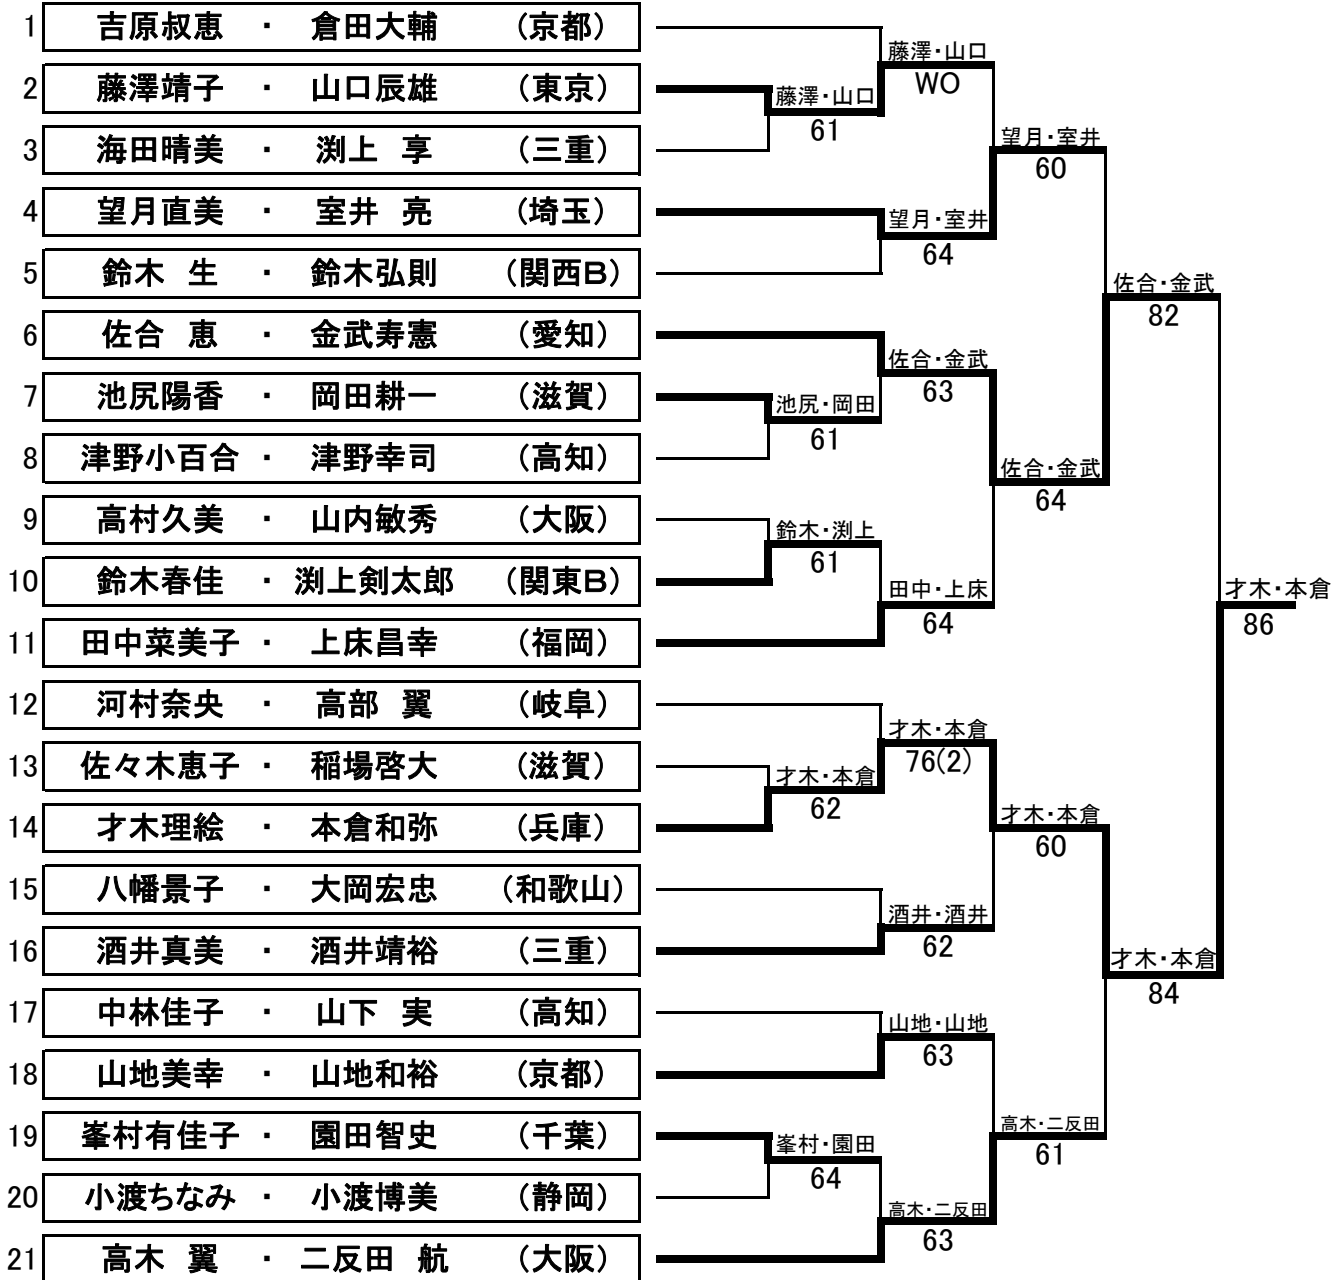 1 吉原叔恵 ・ 倉田大輔 (京都)
2 藤澤靖子 ・ 山口辰雄 (東京)
3 海田晴美 ・ 渕上 享 (三重)
4 望月直美 ・ 室井 亮 (埼玉)
5 鈴木 生 ・ 鈴木弘則 (関西B)
6 佐合 恵 ・ 金武寿憲 (愛知)
7 池尻陽香 ・ 岡田耕一 (滋賀)
8 津野小百合 ・ 津野幸司 (高知)
9 高村久美 ・ 山内敏秀 (大阪)
10 鈴木春佳 ・ 渕上剣太郎 (関東B)
11 田中菜美子 ・ 上床昌幸 (福岡)
12 河村奈央 ・ 高部 翼 (岐阜)
13 佐々木恵子 ・ 稲場啓大 (滋賀)
14 才木理絵 ・ 本倉和弥 (兵庫)
15 八幡景子 ・ 大岡宏忠 (和歌山)
16 酒井真美 ・ 酒井靖裕 (三重)
17 中林佳子 ・ 山下 実 (高知)
18 山地美幸 ・ 山地和裕 (京都)
19 峯村有佳子 ・ 園田智史 (千葉)
20 小渡ちなみ ・ 小渡博美 (静岡)
21 高木 翼 ・ 二反田 航 (大阪)
藤澤・山口
61
池尻・岡田
61
鈴木・渕上
61
才木・本倉
62
峯村・園田
64
藤澤・山口
WO
望月・室井
64
佐合・金武
63
田中・上床
64
才木・本倉
76(2)
酒井・酒井
62
山地・山地
63
高木・二反田
63
望月・室井
60
佐合・金武
64
才木・本倉
60
高木・二反田
61
佐合・金武
82
才木・本倉
84
才木・本倉
86